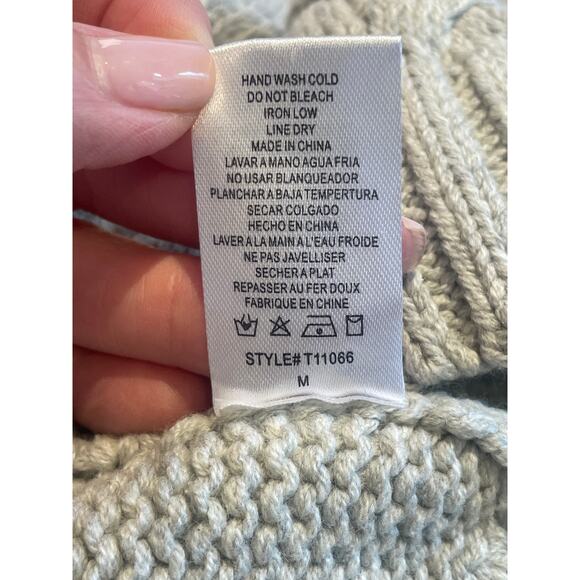 HAND WASH COLD
DO NOT BLEACH
IRON LOW
LINE DRY
MADE IN CHINA
LAVAR A MANO AGUA FRIA
NO USAR BLANQUEADOR
PLANCHAR A BAJA TEMPERTURA
SECAR COLGADO
HECHO EN CHINA
LAVER A LA MAIN A L'EAU FROIDE
NE PAS JAVELLISER
SECHER A PLAT
REPASSER AU FER DOUX
FABRIQUE EN CHINE
STYLE# T11066
M